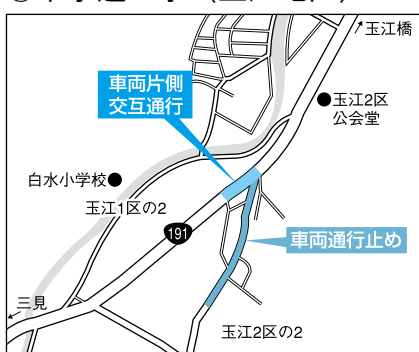 玉江橋
車両片側
交互通行
玉江2区
公会堂
白水小学校
玉江1区の2
191
車両通行止め
三見
玉江2区の2